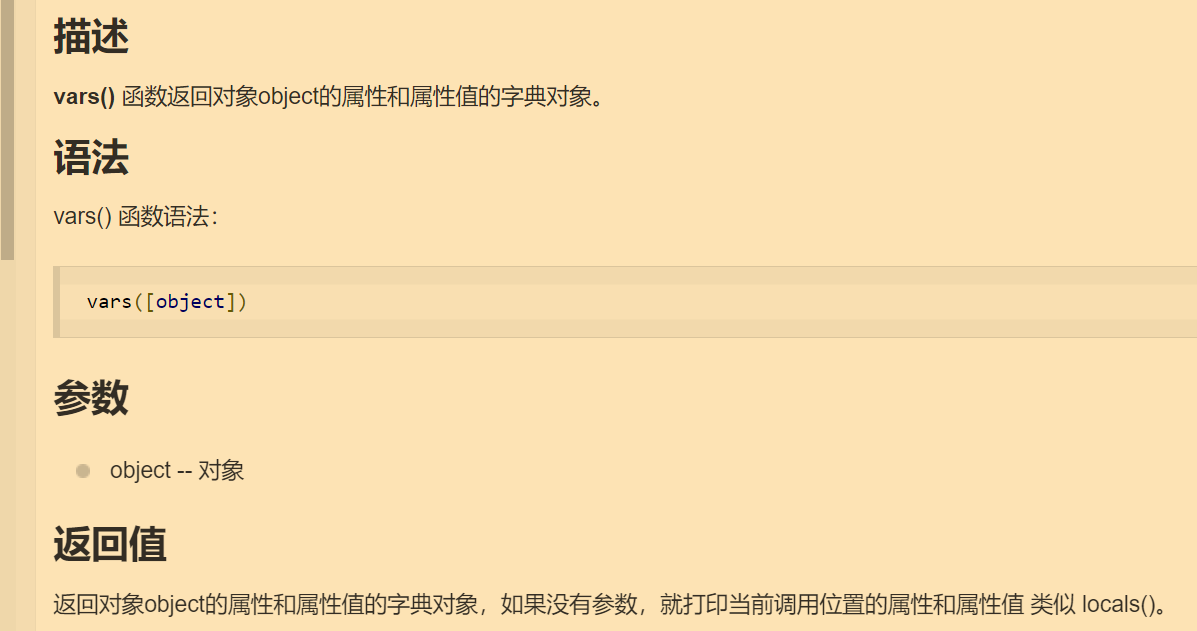 描述
vars() 函数返回对象object的属性和属性值的字典对象。
语法
vars() 函数语法：
vars([object])
参数
object -- 对象
返回值
返回对象object的属性和属性值的字典对象，如果没有参数，就打印当前调用位置的属性和属性值 类似 locals()。